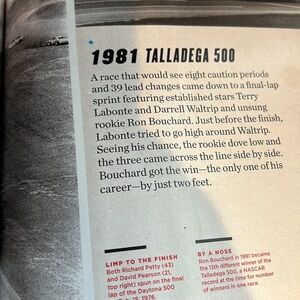 1981 TALLADEGA 500
A race that would see eight caution periods
and 39 lead changes came down to a final-lap
sprint featuring established stars Terry
Labonte and Darrell Waltrip and unsung
rookie Ron Bouchard. Just before the finish,
Labonte tried to go high around Waltrip.
Seeing his chance, the rookie dove low and
the three came across the line side by side.
Bouchard got the win—the only one of his
career—by just two feet.
LIMP TO THE FINISH
Both Richard Petty (43)
and David Pearson (21,
top right) spun on the final
lap of the Daytona 500
15, 1976.
BY A NOSE
Ron Bouchard in 1981 became
the 13th different winner of the
Talladega 500, a NASCAR
record at the time for number
of winners in one race.